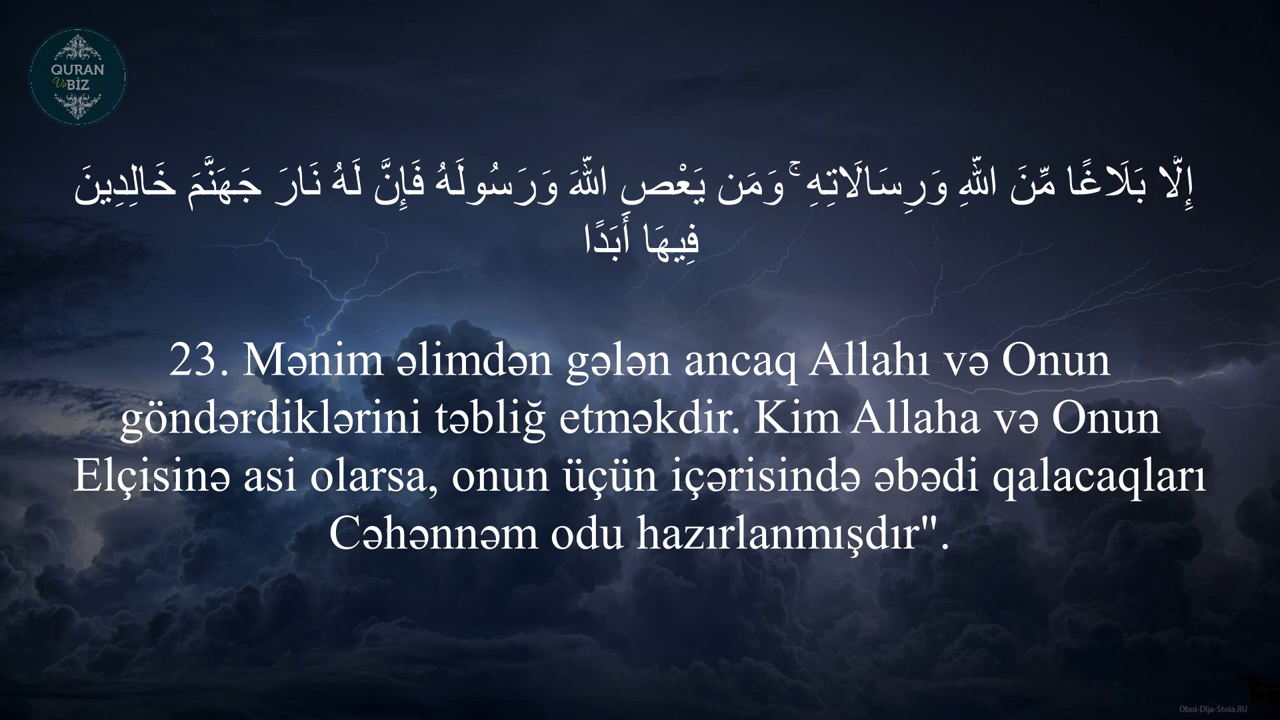 QURAN
Və BİZ
إِلَّا بَلَاغًا مِّنَ اللَّهِ وَرِسَالَاتِهِ ۚ وَمَن يَعْصِ اللَّهَ وَرَسُولَهُ فَإِنَّ لَهُ نَارَ جَهَنَّمَ خَالِدِينَ
فِيهَا أَبَدًا
23. Mənim əlimdən gələn ancaq Allahı və Onun
göndərdiklərini təbliğ etməkdir. Kim Allaha və Onun
Elçisinə asi olarsa, onun üçün içərisində əbədi qalacaqları
Cəhənnəm odu hazırlanmışdır".
Oboi-Dlja-Stola.RU